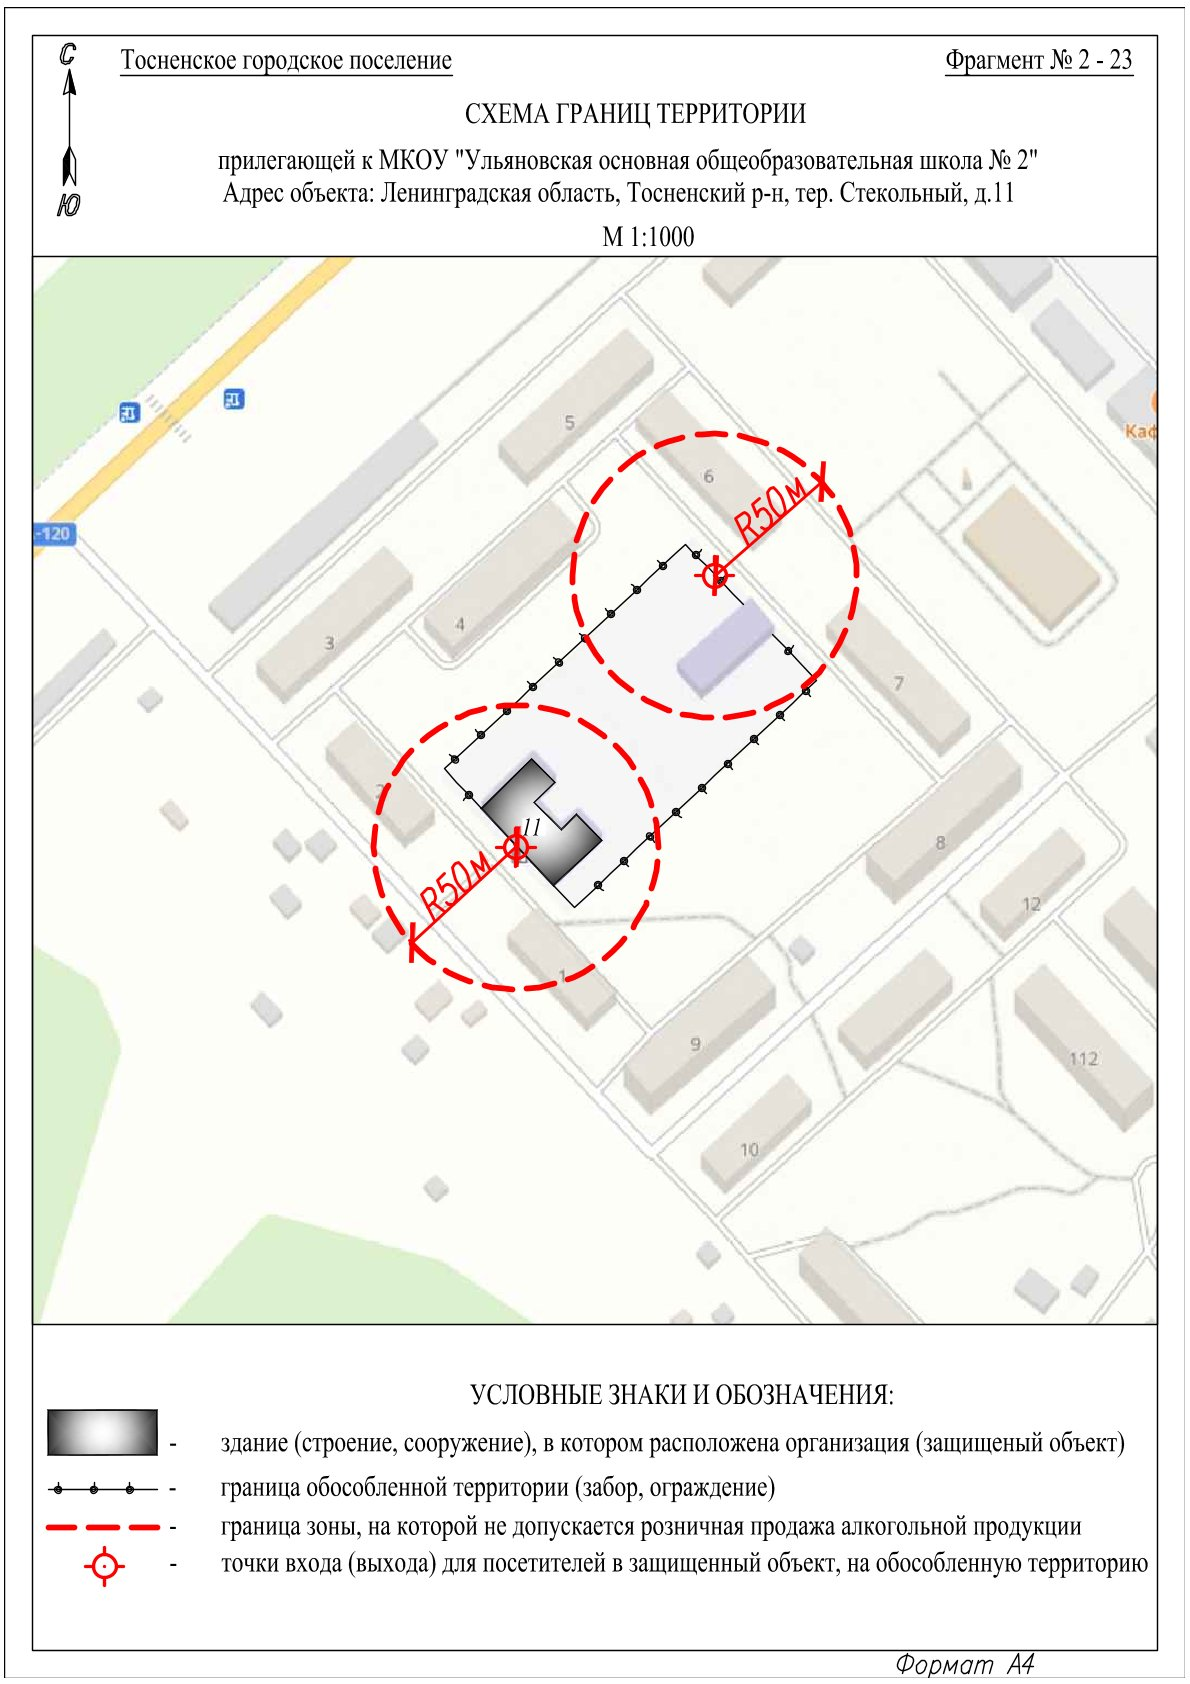 С
Тосненское городское поселение
Фрагмент № 2 - 23
СХЕМА ГРАНИЦ ТЕРРИТОРИИ
прилегающей к МКОУ "Ульяновская основная общеобразовательная школа № 2"
Адрес объекта: Ленинградская область, Тосненский р-н, тер. Стекольный, д.11
Ю
М 1:1000
5
Каф
6
R50м
-120
4
3
7
2
11
8
R50м
12
1
9
112
10
УСЛОВНЫЕ ЗНАКИ И ОБОЗНАЧЕНИЯ:
- здание (строение, сооружение), в котором расположена организация (защищеный объект)
- граница обособленной территории (забор, ограждение)
- граница зоны, на которой не допускается розничная продажа алкогольной продукции
- точки входа (выхода) для посетителей в защищенный объект, на обособленную территорию
Формат А4